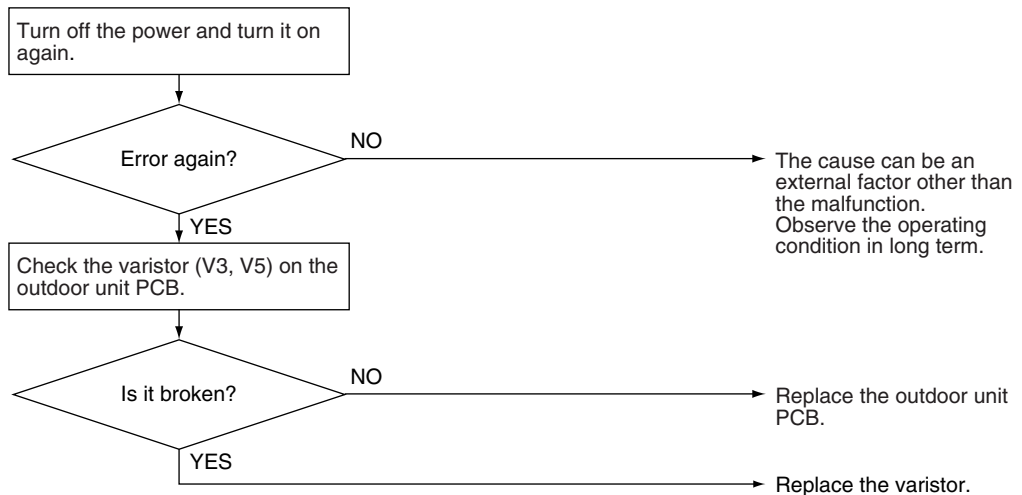 Turn off the power and turn it on
again.
Error again?
NO
The cause can be an
external factor other than
the malfunction.
Observe the operating
condition in long term.
YES
Check the varistor (V3, V5) on the
outdoor unit PCB.
Is it broken?
NO
Replace the outdoor unit
PCB.
YES
Replace the varistor.